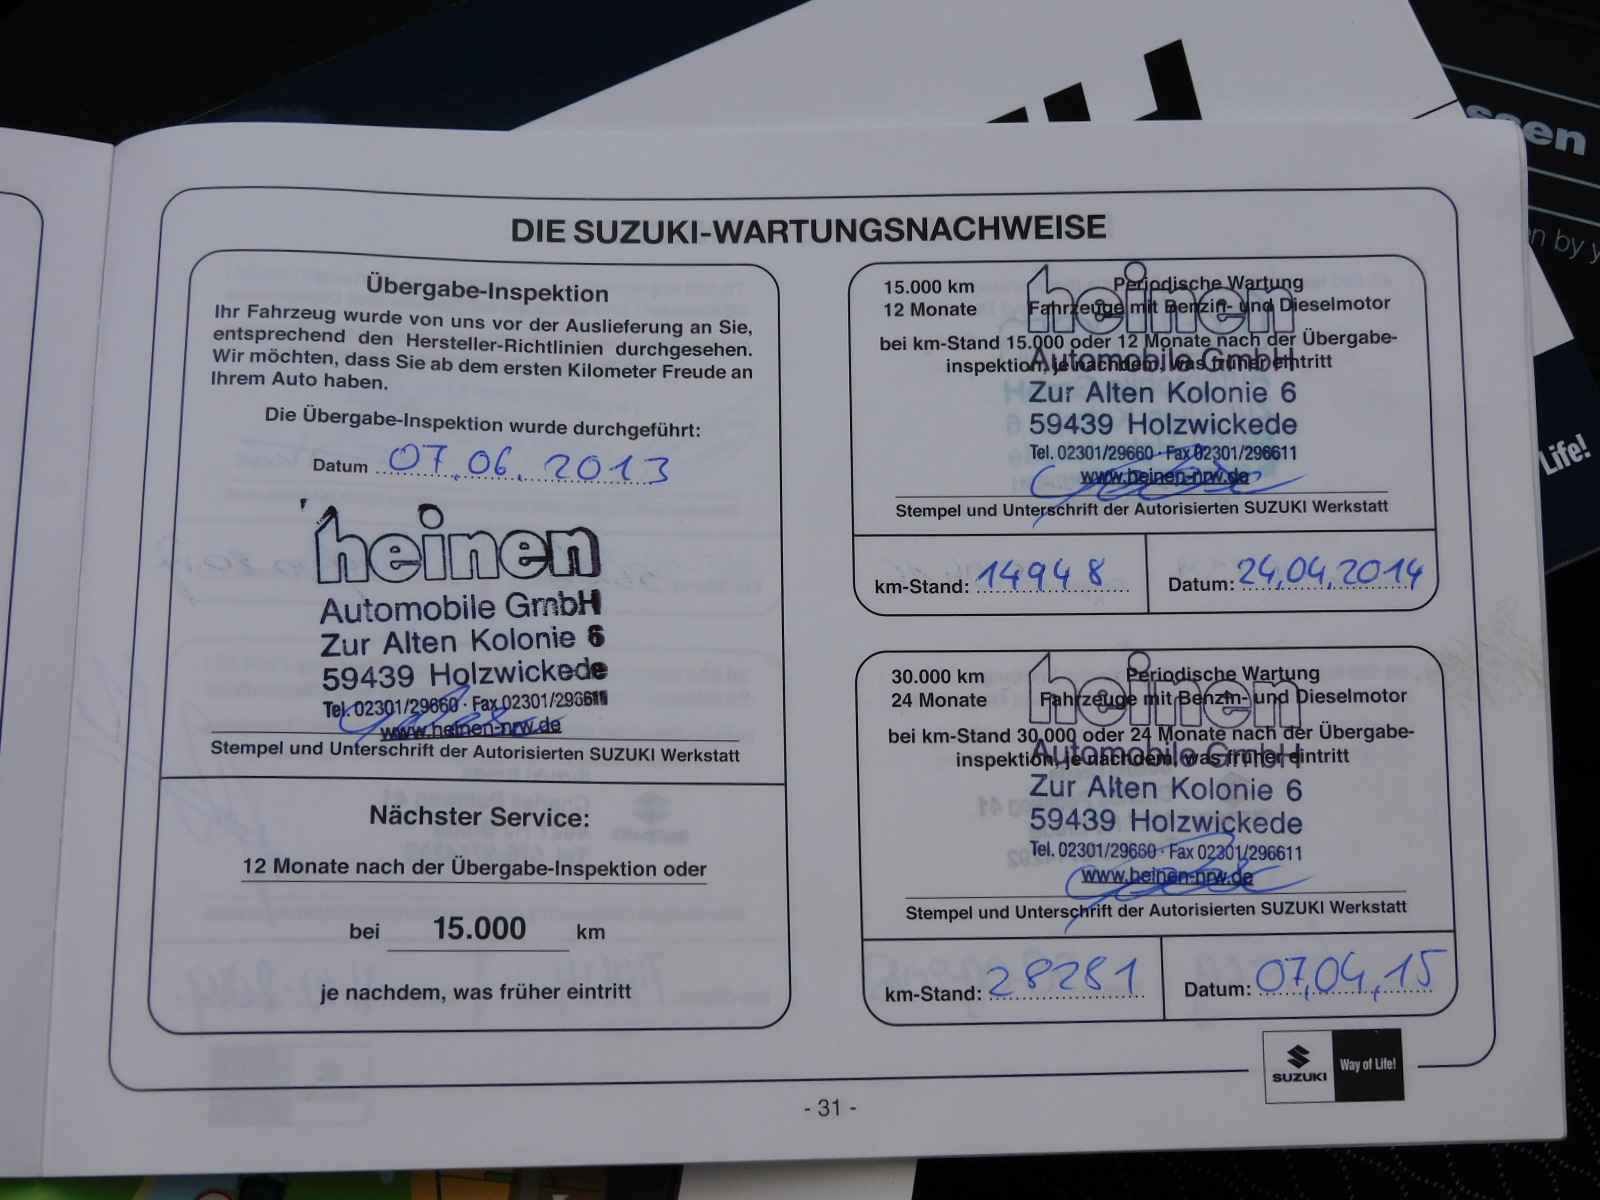 ssen
n by y
Life!
DIE SUZUKI-WARTUNGSNACHWEISE
Übergabe-Inspektion
Ihr Fahrzeug wurde von uns vor der Auslieferung an Sie,
entsprechend den Hersteller-Richtlinien durchgesehen.
Wir möchten, dass Sie ab dem ersten Kilometer Freude an
Ihrem Auto haben.
Die Übergabe-Inspektion wurde durchgeführt:
Datum 07.06.2013
heinen
Automobile GmbH
Zur Alten Kolonie 6
59439 Holzwickede
Tel. 02301/29660 · Fax 02301/296611
www.heinen-nrw.de
Stempel und Unterschrift der Autorisierten SUZUKI Werkstatt
Nächster Service:
12 Monate nach der Übergabe-Inspektion oder
bei 15.000 km
je nachdem, was früher eintritt
15.000 km Periodische Wartung
12 Monate Fahrzeuge mit Benzin- und Dieselmotor
bei km-Stand 15.000 oder 12 Monate nach der Übergabe-
inspektion, je nachdem, was früher eintritt
heinen
Automobile GmbH
Zur Alten Kolonie 6
59439 Holzwickede
Tel. 02301/29660 · Fax 02301/296611
www.heinen-nrw.de
Stempel und Unterschrift der Autorisierten SUZUKI Werkstatt
km-Stand: 14948 Datum: 24.04.2014
30.000 km Periodische Wartung
24 Monate Fahrzeuge mit Benzin- und Dieselmotor
bei km-Stand 30.000 oder 24 Monate nach der Übergabe-
inspektion, je nachdem, was früher eintritt
heinen
Automobile GmbH
Zur Alten Kolonie 6
59439 Holzwickede
Tel. 02301/29660 · Fax 02301/296611
www.heinen-nrw.de
Stempel und Unterschrift der Autorisierten SUZUKI Werkstatt
km-Stand: 28281 Datum: 07.04.15
SUZUKI Way of Life!
- 31 -